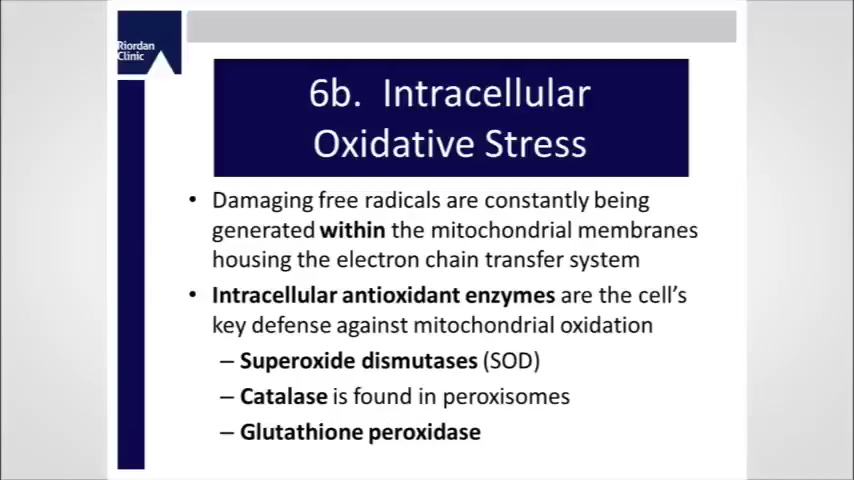 Riordan
Clinic
6b. Intracellular
Oxidative Stress
• Damaging free radicals are constantly being
generated within the mitochondrial membranes
housing the electron chain transfer system
• Intracellular antioxidant enzymes are the cell's
key defense against mitochondrial oxidation
– Superoxide dismutases (SOD)
– Catalase is found in peroxisomes
– Glutathione peroxidase